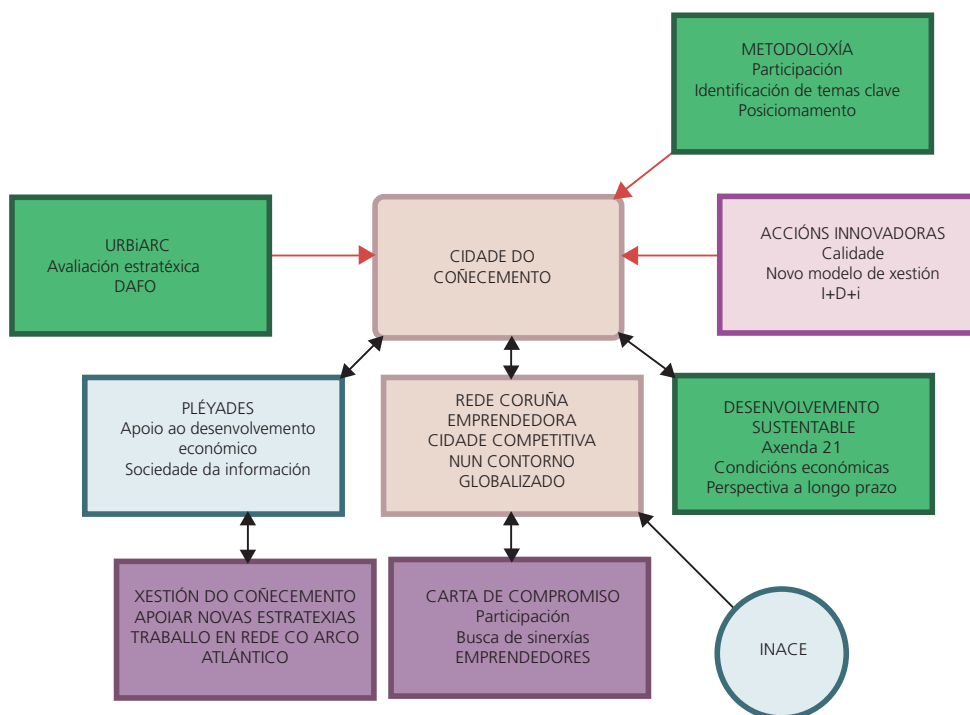 METODOLOXÍA
Participación
Identificación de temas clave
Posiciomamento
URBiARC
Avaliación estratéxica
DAFO
CIDADE DO
COÑECEMENTO
ACCIÓNS INNOVADORAS
Calidade
Novo modelo de xestión
I+D+i
PLÉYADES
Apoio ao desenvolvemento
económico
Sociedade da información
REDE CORUÑA
EMPRENDEDORA
CIDADE COMPETITIVA
NUN CONTORNO
GLOBALIZADO
DESENVOLVEMENTO
SUSTENTABLE
Axenda 21
Condicións económicas
Perspectiva a longo prazo
XESTIÓN DO COÑECEMENTO
APOIAR NOVAS ESTRATEXIAS
TRABALLO EN REDE CO ARCO
ATLÁNTICO
CARTA DE COMPROMISO
Participación
Busca de sinerxías
EMPRENDEDORES
INACE